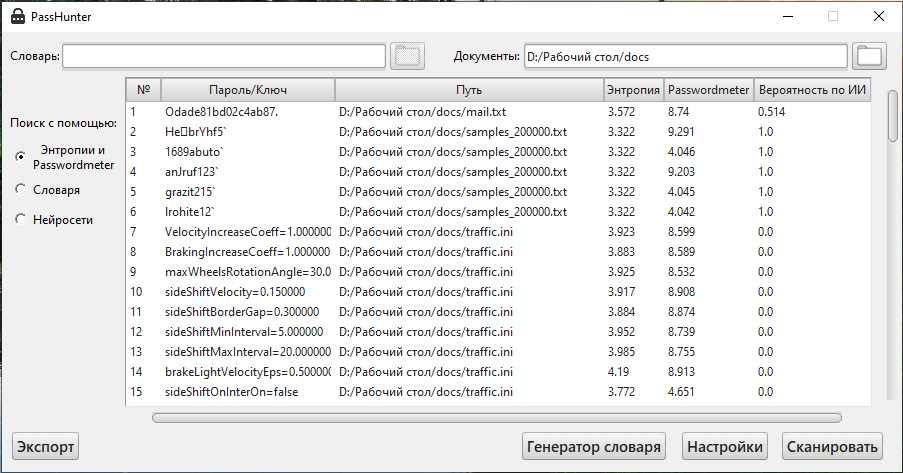 PassHunter
Словарь:
Документы: D:/Рабочий стол/docs
Поиск с помощью:
Энтропии и
Passwordmeter
Словаря
Нейросети
№ Пароль/Ключ Путь Энтропия Passwordmeter Вероятность по ИИ
1 Odade81bd02c4ab87. D:/Рабочий стол/docs/mail.txt 3.572 8.74 0.514
2 He▯brYhf5` D:/Рабочий стол/docs/samples_200000.txt 3.322 9.291 1.0
3 1689abuto` D:/Рабочий стол/docs/samples_200000.txt 3.322 4.046 1.0
4 anJruf123` D:/Рабочий стол/docs/samples_200000.txt 3.322 9.203 1.0
5 grazit215` D:/Рабочий стол/docs/samples_200000.txt 3.322 4.045 1.0
6 lrohite12` D:/Рабочий стол/docs/samples_200000.txt 3.322 4.042 1.0
7 VelocityIncreaseCoeff=1.000000 D:/Рабочий стол/docs/traffic.ini 3.923 8.599 0.0
8 BrakingIncreaseCoeff=1.000000 D:/Рабочий стол/docs/traffic.ini 3.883 8.589 0.0
9 maxWheelsRotationAngle=30.0 D:/Рабочий стол/docs/traffic.ini 3.925 8.532 0.0
10 sideShiftVelocity=0.150000 D:/Рабочий стол/docs/traffic.ini 3.917 8.908 0.0
11 sideShiftBorderGap=0.300000 D:/Рабочий стол/docs/traffic.ini 3.884 8.874 0.0
12 sideShiftMinInterval=5.000000 D:/Рабочий стол/docs/traffic.ini 3.952 8.739 0.0
13 sideShiftMaxInterval=20.000000 D:/Рабочий стол/docs/traffic.ini 3.985 8.755 0.0
14 brakeLightVelocityEps=0.500000 D:/Рабочий стол/docs/traffic.ini 4.19 8.913 0.0
15 sideShiftOnInterOn=false D:/Рабочий стол/docs/traffic.ini 3.772 4.651 0.0
Экспорт Генератор словаря Настройки Сканировать